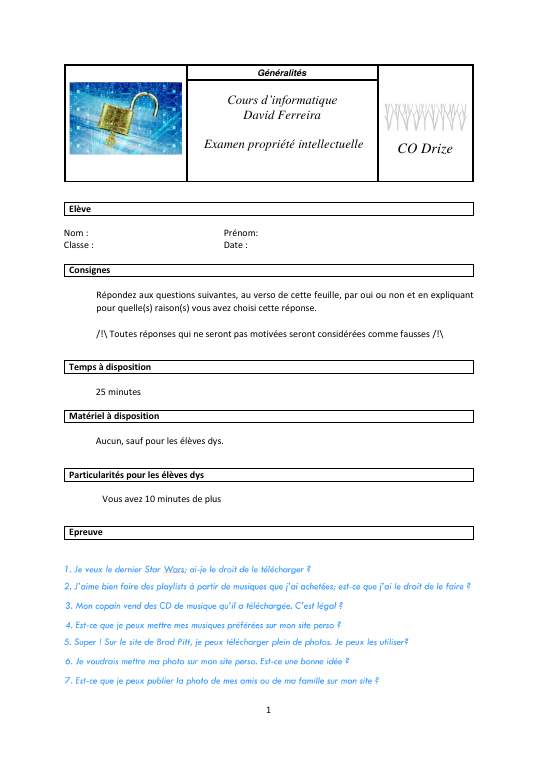 Généralités
Cours d'informatique
David Ferreira
Examen propriété intellectuelle
CO Drize
Elève
Nom : Prénom:
Classe : Date :
Consignes
Répondez aux questions suivantes, au verso de cette feuille, par oui ou non et en expliquant
pour quelle(s) raison(s) vous avez choisi cette réponse.
/!\ Toutes réponses qui ne seront pas motivées seront considérées comme fausses /!\
Temps à disposition
25 minutes
Matériel à disposition
Aucun, sauf pour les élèves dys.
Particularités pour les élèves dys
Vous avez 10 minutes de plus
Epreuve
1. Je veux le dernier Star Wars; ai-je le droit de le télécharger ?
2. J'aime bien faire des playlists à partir de musiques que j'ai achetées; est-ce que j'ai le droit de le faire ?
3. Mon copain vend des CD de musique qu'il a téléchargée. C'est légal ?
4. Est-ce que je peux mettre mes musiques préférées sur mon site perso ?
5. Super ! Sur le site de Brad Pitt, je peux télécharger plein de photos. Je peux les utiliser?
6. Je voudrais mettre ma photo sur mon site perso. Est-ce une bonne idée ?
7. Est-ce que je peux publier la photo de mes amis ou de ma famille sur mon site ?
1